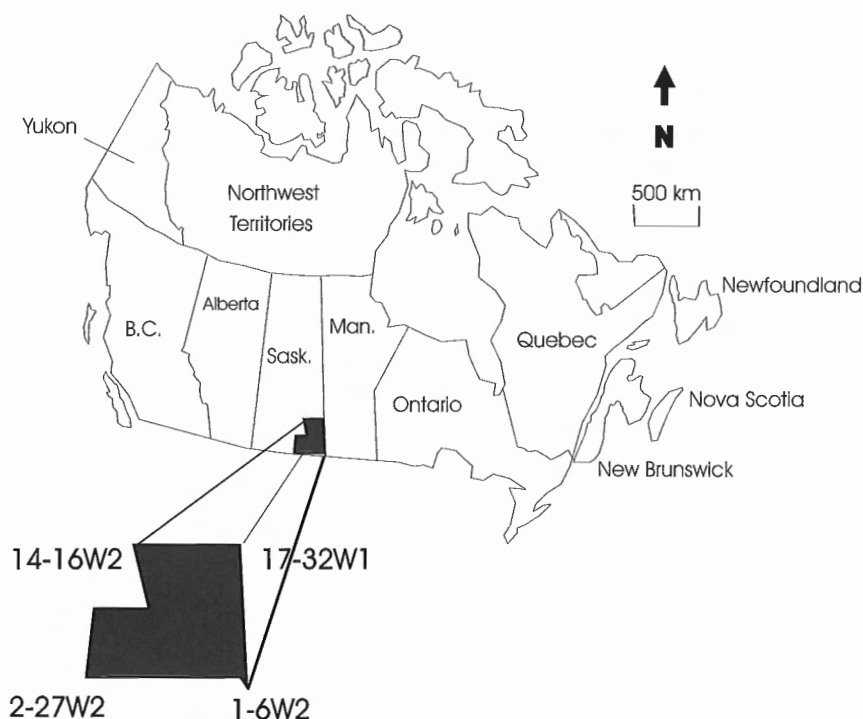 Yukon
N
Northwest
Territories
500 km
Newfoundland
B.C.
Alberta
Sask.
Man.
Quebec
Ontario
Nova Scotia
New Brunswick
14-16W2
17-32W1
2-27W2
1-6W2